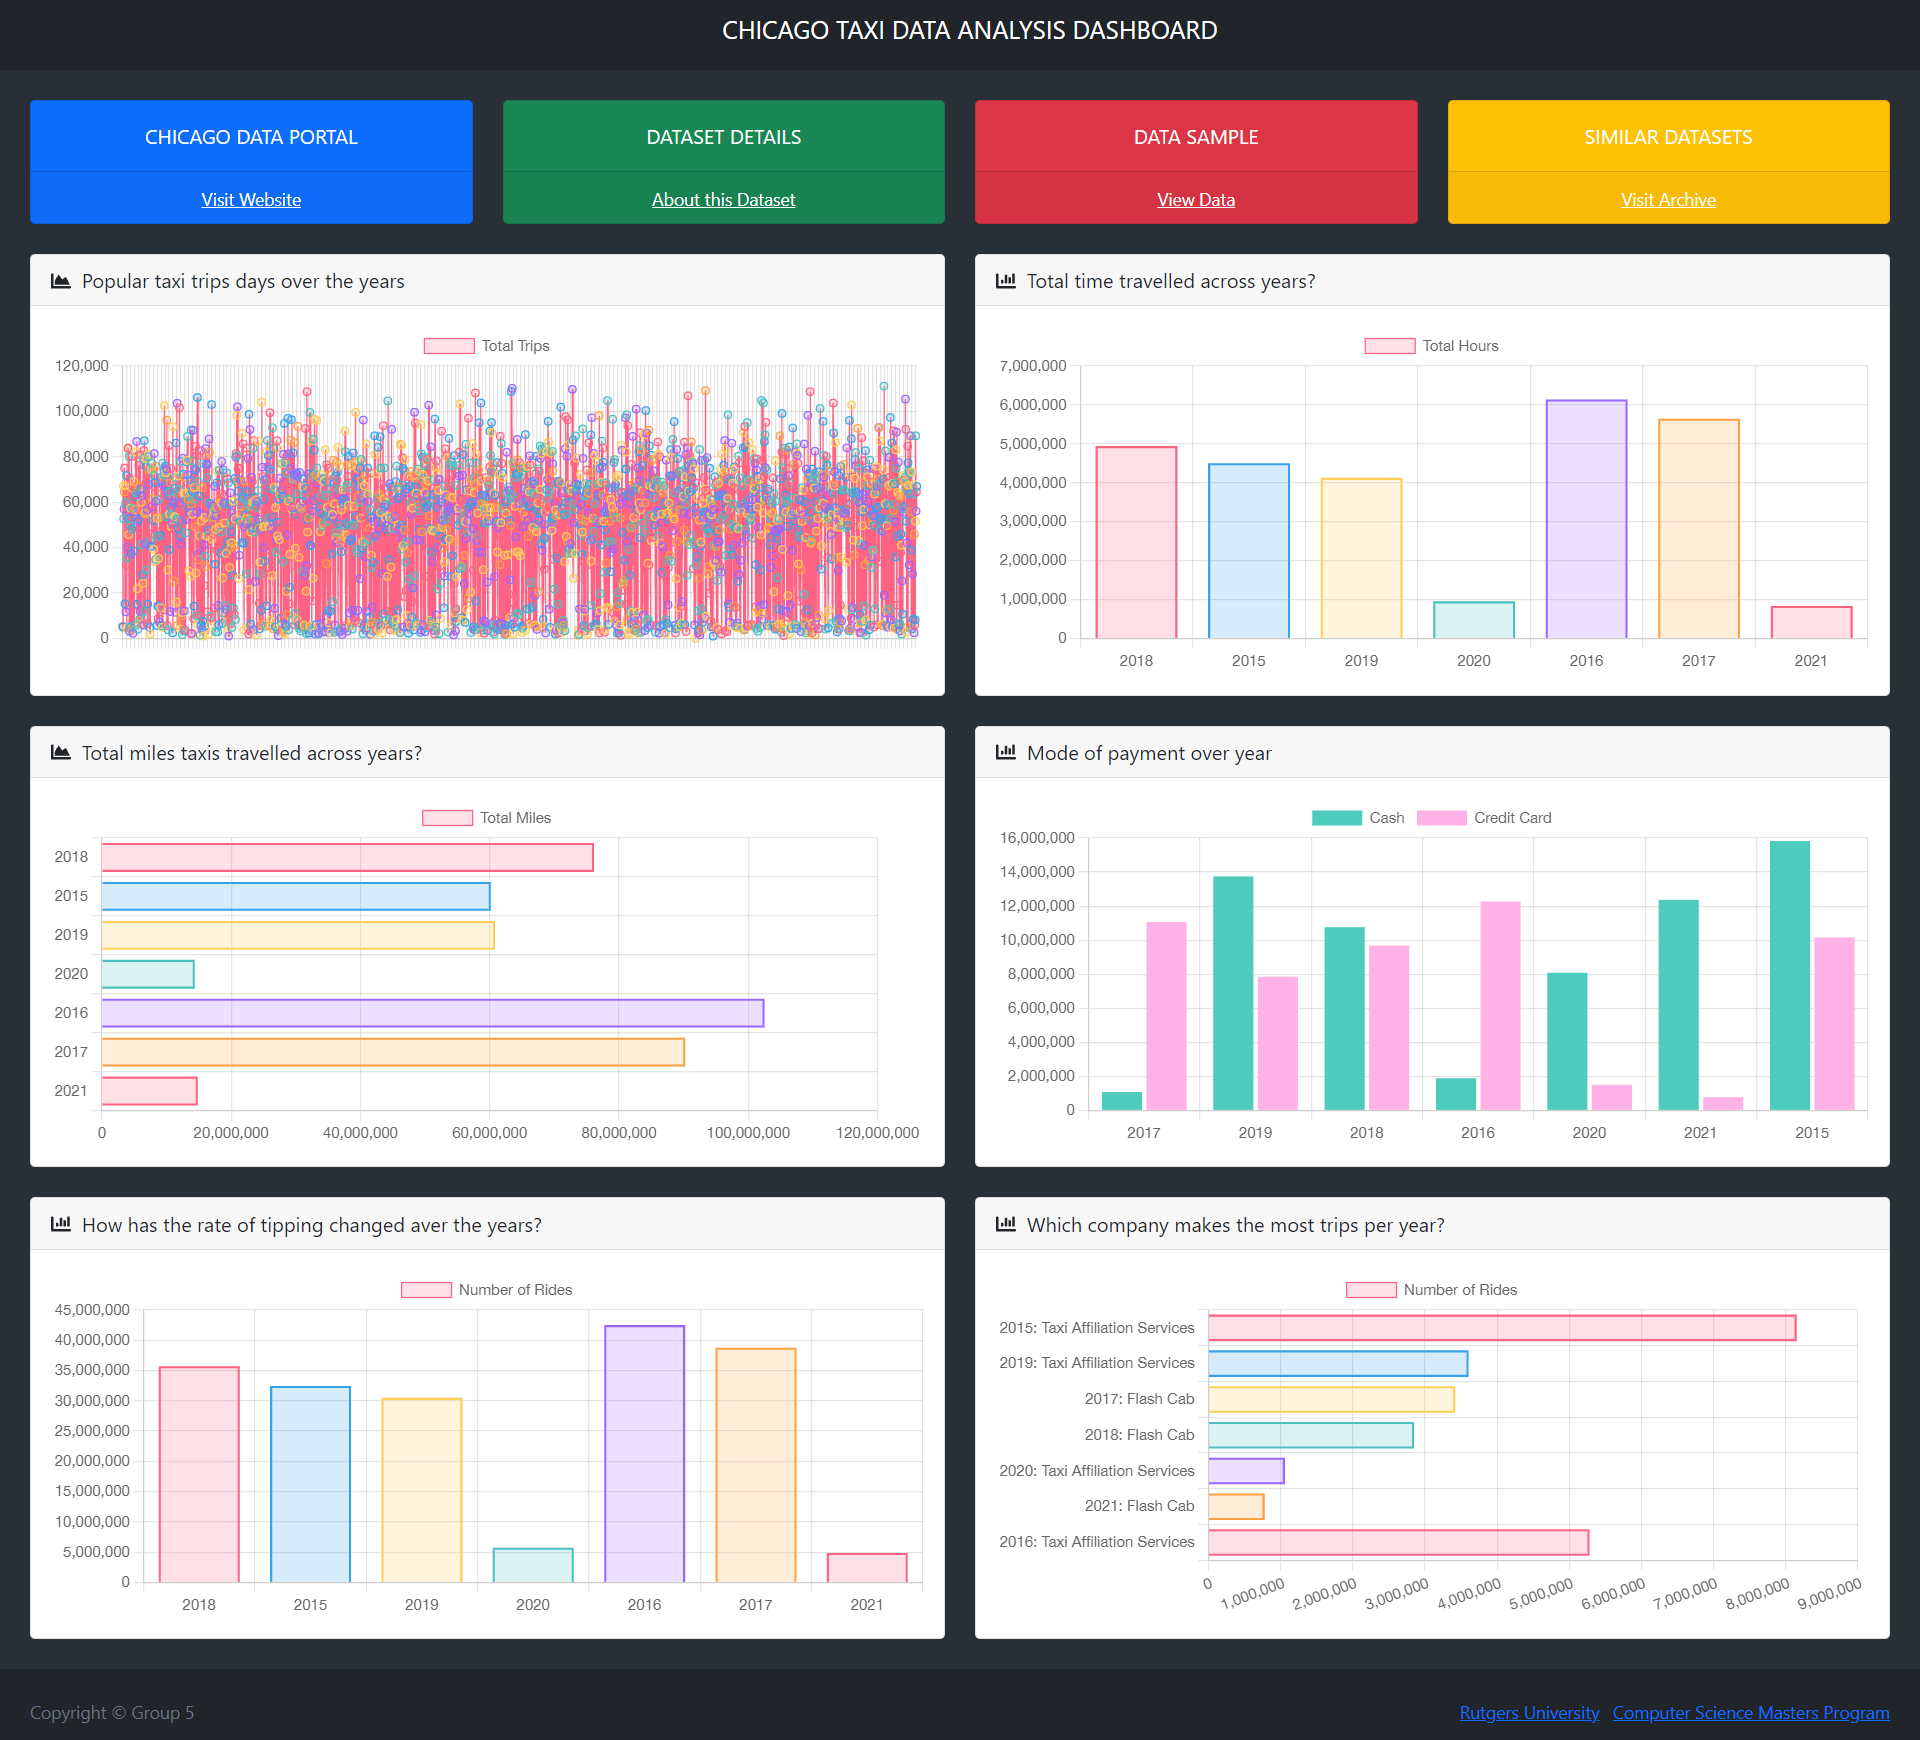 CHICAGO TAXI DATA ANALYSIS DASHBOARD
CHICAGO DATA PORTAL
Visit Website
DATASET DETAILS
About this Dataset
DATA SAMPLE
View Data
SIMILAR DATASETS
Visit Archive
Popular taxi trips days over the years
Total Trips
120,000
100,000
80,000
60,000
40,000
20,000
0
Total time travelled across years?
Total Hours
7,000,000
6,000,000
5,000,000
4,000,000
3,000,000
2,000,000
1,000,000
0
2018 2015 2019 2020 2016 2017 2021
Total miles taxis travelled across years?
Total Miles
2018
2015
2019
2020
2016
2017
2021
0 20,000,000 40,000,000 60,000,000 80,000,000 100,000,000 120,000,000
Mode of payment over year
Cash Credit Card
16,000,000
14,000,000
12,000,000
10,000,000
8,000,000
6,000,000
4,000,000
2,000,000
0
2017 2019 2018 2016 2020 2021 2015
How has the rate of tipping changed aver the years?
Number of Rides
45,000,000
40,000,000
35,000,000
30,000,000
25,000,000
20,000,000
15,000,000
10,000,000
5,000,000
0
2018 2015 2019 2020 2016 2017 2021
Which company makes the most trips per year?
Number of Rides
2015: Taxi Affiliation Services
2019: Taxi Affiliation Services
2017: Flash Cab
2018: Flash Cab
2020: Taxi Affiliation Services
2021: Flash Cab
2016: Taxi Affiliation Services
0 1,000,000 2,000,000 3,000,000 4,000,000 5,000,000 6,000,000 7,000,000 8,000,000 9,000,000
Copyright © Group 5
Rutgers University Computer Science Masters Program